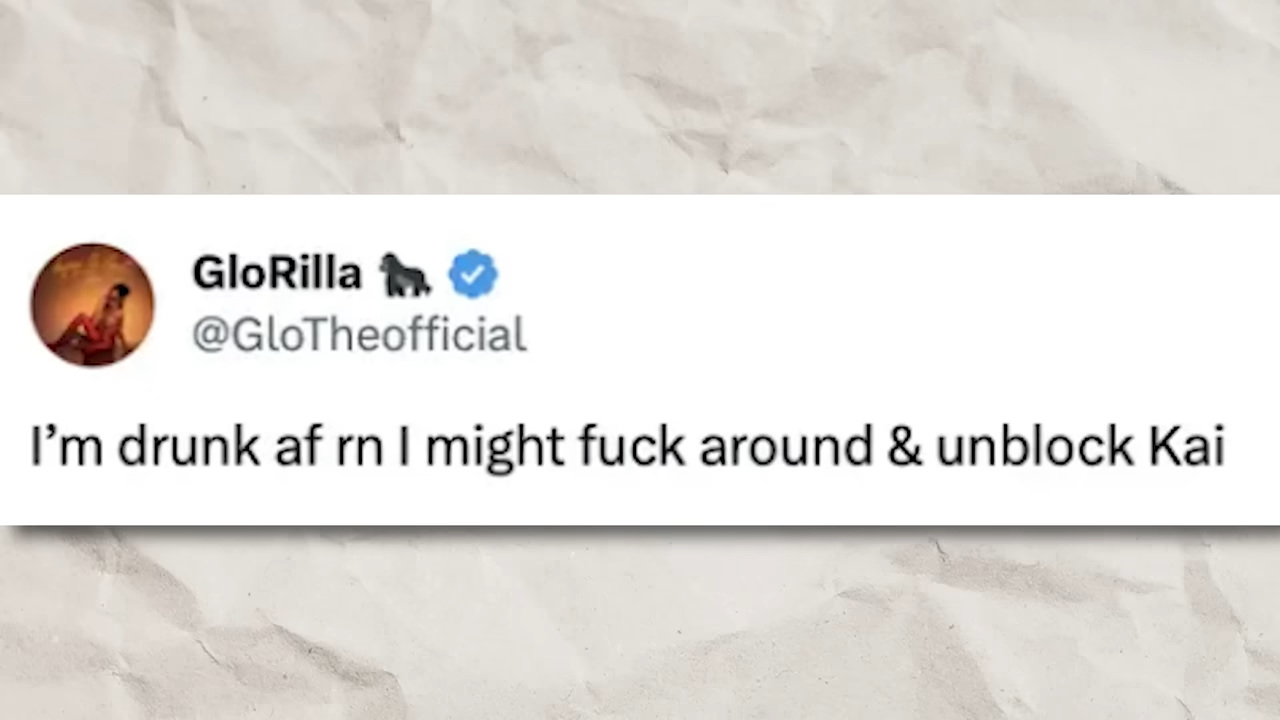 GloRilla 🦍
@GloTheofficial
I’m drunk af rn I might fuck around & unblock Kai